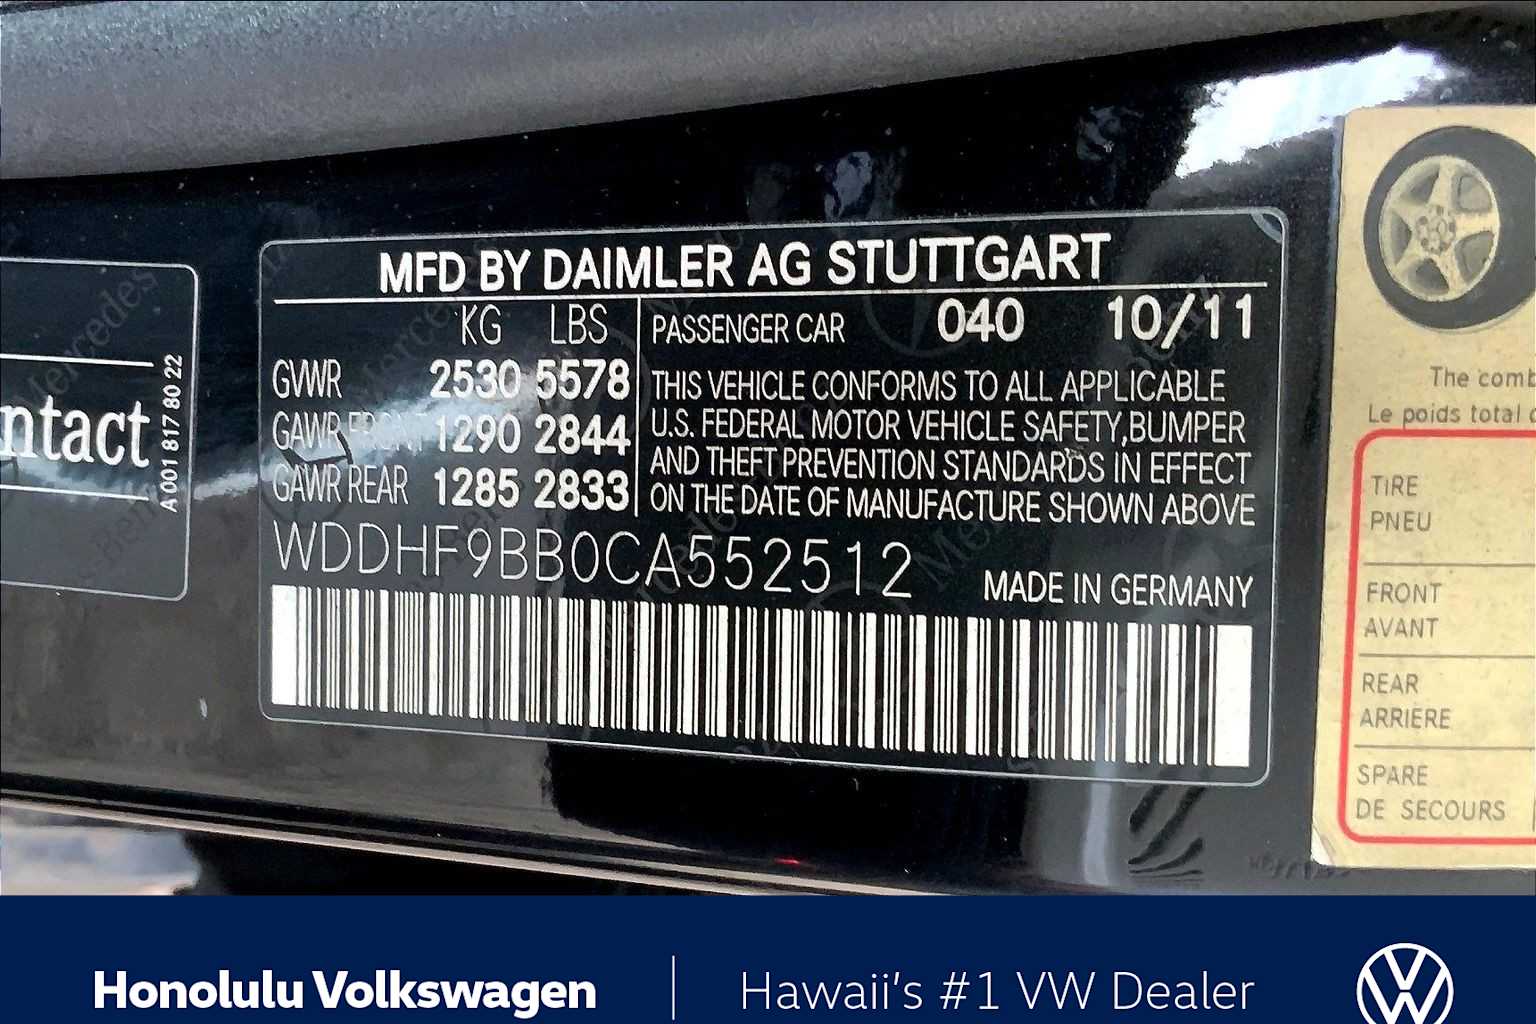 ntact
A 001 817 80 22
MFD BY DAIMLER AG STUTTGART
KG LBS
GVWR 2530 5578
GAWR FRONT 1290 2844
GAWR REAR 1285 2833
PASSENGER CAR 040 10/11
THIS VEHICLE CONFORMS TO ALL APPLICABLE
U.S. FEDERAL MOTOR VEHICLE SAFETY, BUMPER
AND THEFT PREVENTION STANDARDS IN EFFECT
ON THE DATE OF MANUFACTURE SHOWN ABOVE
WDDHF9BB0CA552512
MADE IN GERMANY
The comb
Le poids total
TIRE
PNEU
FRONT
AVANT
REAR
ARRIERE
SPARE
DE SECOURS
Honolulu Volkswagen
Hawaii's #1 VW Dealer